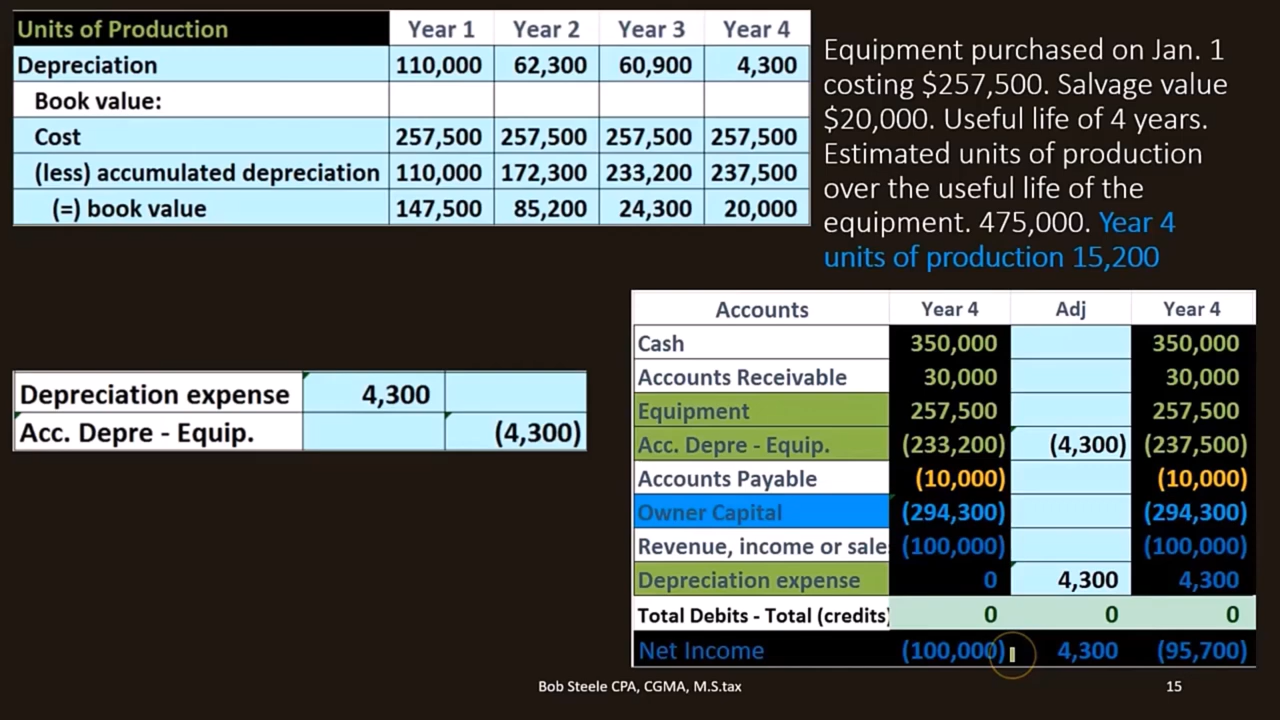 Units of Production Year 1 Year 2 Year 3 Year 4
Depreciation 110,000 62,300 60,900 4,300
Book value:
Cost 257,500 257,500 257,500 257,500
(less) accumulated depreciation 110,000 172,300 233,200 237,500
(=) book value 147,500 85,200 24,300 20,000
Equipment purchased on Jan. 1
costing $257,500. Salvage value
$20,000. Useful life of 4 years.
Estimated units of production
over the useful life of the
equipment. 475,000. Year 4
units of production 15,200
Depreciation expense 4,300
Acc. Depre - Equip. (4,300)
Accounts Year 4 Adj Year 4
Cash 350,000 350,000
Accounts Receivable 30,000 30,000
Equipment 257,500 257,500
Acc. Depre - Equip. (233,200) (4,300) (237,500)
Accounts Payable (10,000) (10,000)
Owner Capital (294,300) (294,300)
Revenue, income or sale (100,000) (100,000)
Depreciation expense 0 4,300 4,300
Total Debits - Total (credits) 0 0 0
Net Income (100,000) 4,300 (95,700)
Bob Steele CPA, CGMA, M.S.tax
15